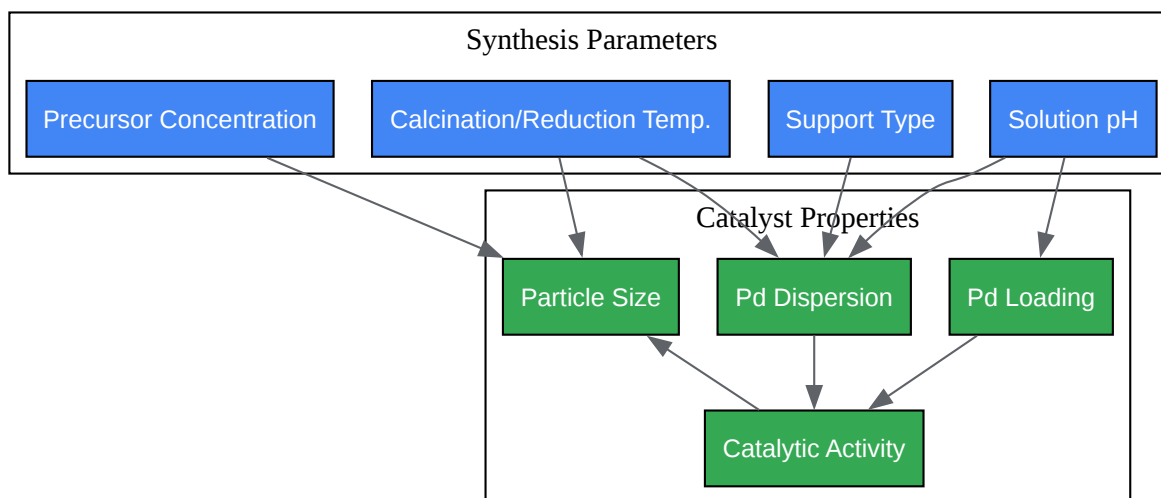 Synthesis Parameters
Precursor Concentration
Calcination/Reduction Temp.
Support Type
Solution pH
Catalyst Properties
Particle Size
Pd Dispersion
Pd Loading
Catalytic Activity